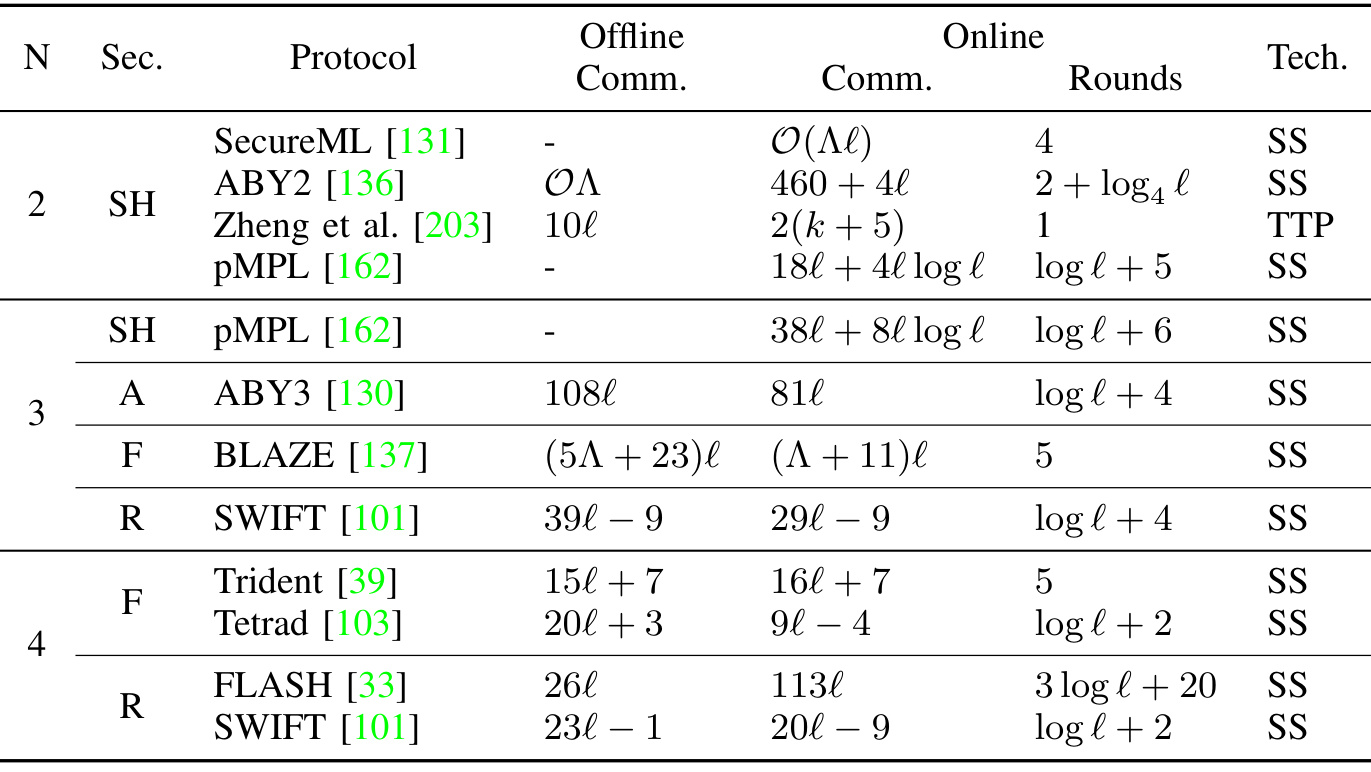 N Sec. Protocol Offline Comm. Online Comm. Rounds Tech.
2 SH SecureML [131] - 𝒪(Λℓ) 4 SS
ABY2 [136] 𝒪Λ 460 + 4ℓ 2 + log₄ ℓ SS
Zheng et al. [203] 10ℓ 2(k + 5) 1 TTP
pMPL [162] - 18ℓ + 4ℓ log ℓ log ℓ + 5 SS
3 SH pMPL [162] - 38ℓ + 8ℓ log ℓ log ℓ + 6 SS
A ABY3 [130] 108ℓ 81ℓ log ℓ + 4 SS
F BLAZE [137] (5Λ + 23)ℓ (Λ + 11)ℓ 5 SS
R SWIFT [101] 39ℓ − 9 29ℓ − 9 log ℓ + 4 SS
4 F Trident [39] 15ℓ + 7 16ℓ + 7 5 SS
Tetrad [103] 20ℓ + 3 9ℓ − 4 log ℓ + 2 SS
R FLASH [33] 26ℓ 113ℓ 3 log ℓ + 20 SS
SWIFT [101] 23ℓ − 1 20ℓ − 9 log ℓ + 2 SS